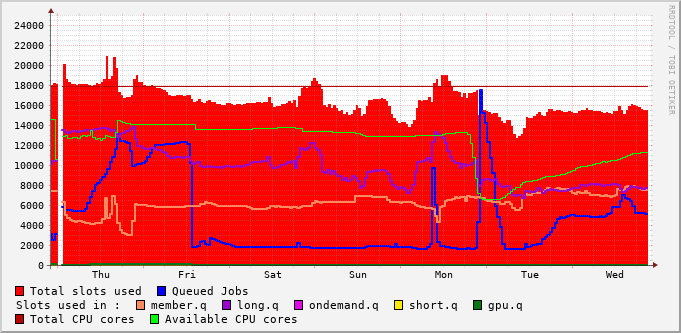 24000
22000
20000
18000
16000
14000
12000
10000
8000
6000
4000
2000
0
Thu Fri Sat Sun Mon Tue Wed
RRDTOOL / TOBI OETIKER
Total slots used Queued Jobs
Slots used in : member.q long.q ondemand.q short.q gpu.q
Total CPU cores Available CPU cores